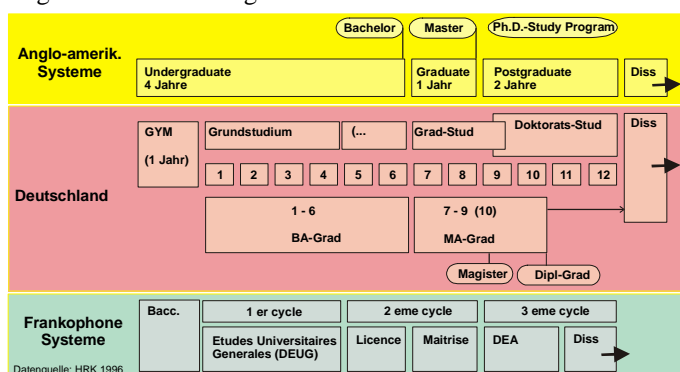 Bachelor
Master
Ph.D.-Study Program
Anglo-amerik.
Systeme
Undergraduate
4 Jahre
Graduate
1 Jahr
Postgraduate
2 Jahre
Diss
Deutschland
GYM
(1 Jahr)
Grundstudium
(...
Grad-Stud
Doktorats-Stud
Diss
1 2 3 4 5 6 7 8 9 10 11 12
1 - 6
BA-Grad
7 - 9 (10)
MA-Grad
Magister
Dipl-Grad
Frankophone
Systeme
Bacc.
1 er cycle
2 eme cycle
3 eme cycle
Etudes Universitaires
Generales (DEUG)
Licence
Maitrise
DEA
Diss
Datenquelle: HRK 1996